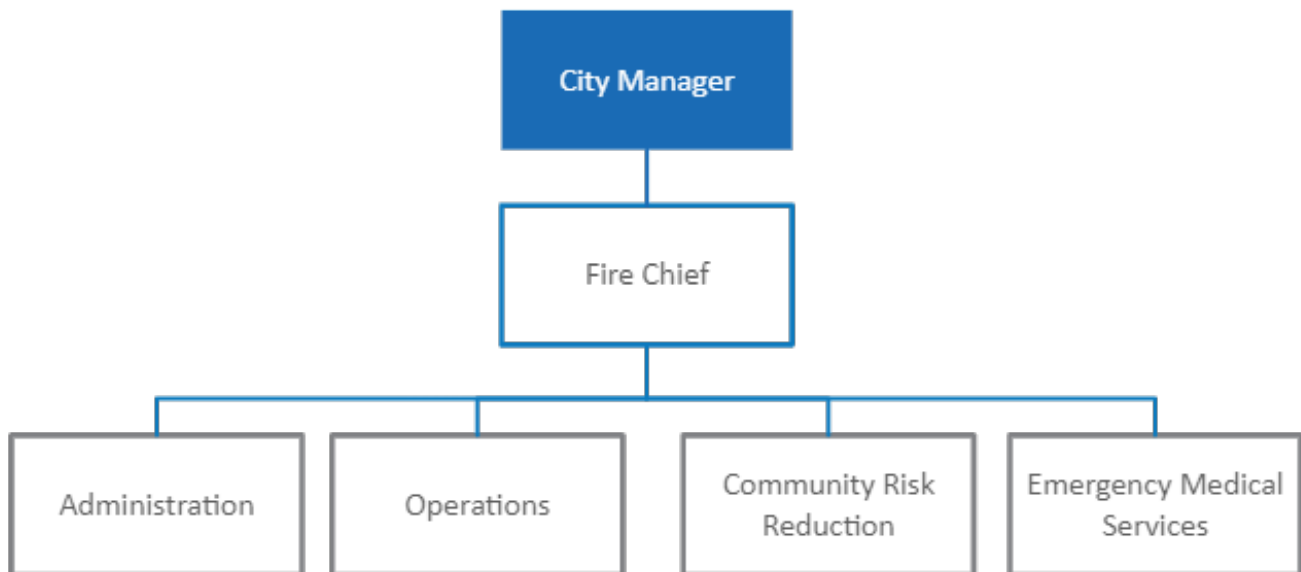 City Manager
Fire Chief
Administration
Operations
Community Risk
Reduction
Emergency Medical
Services